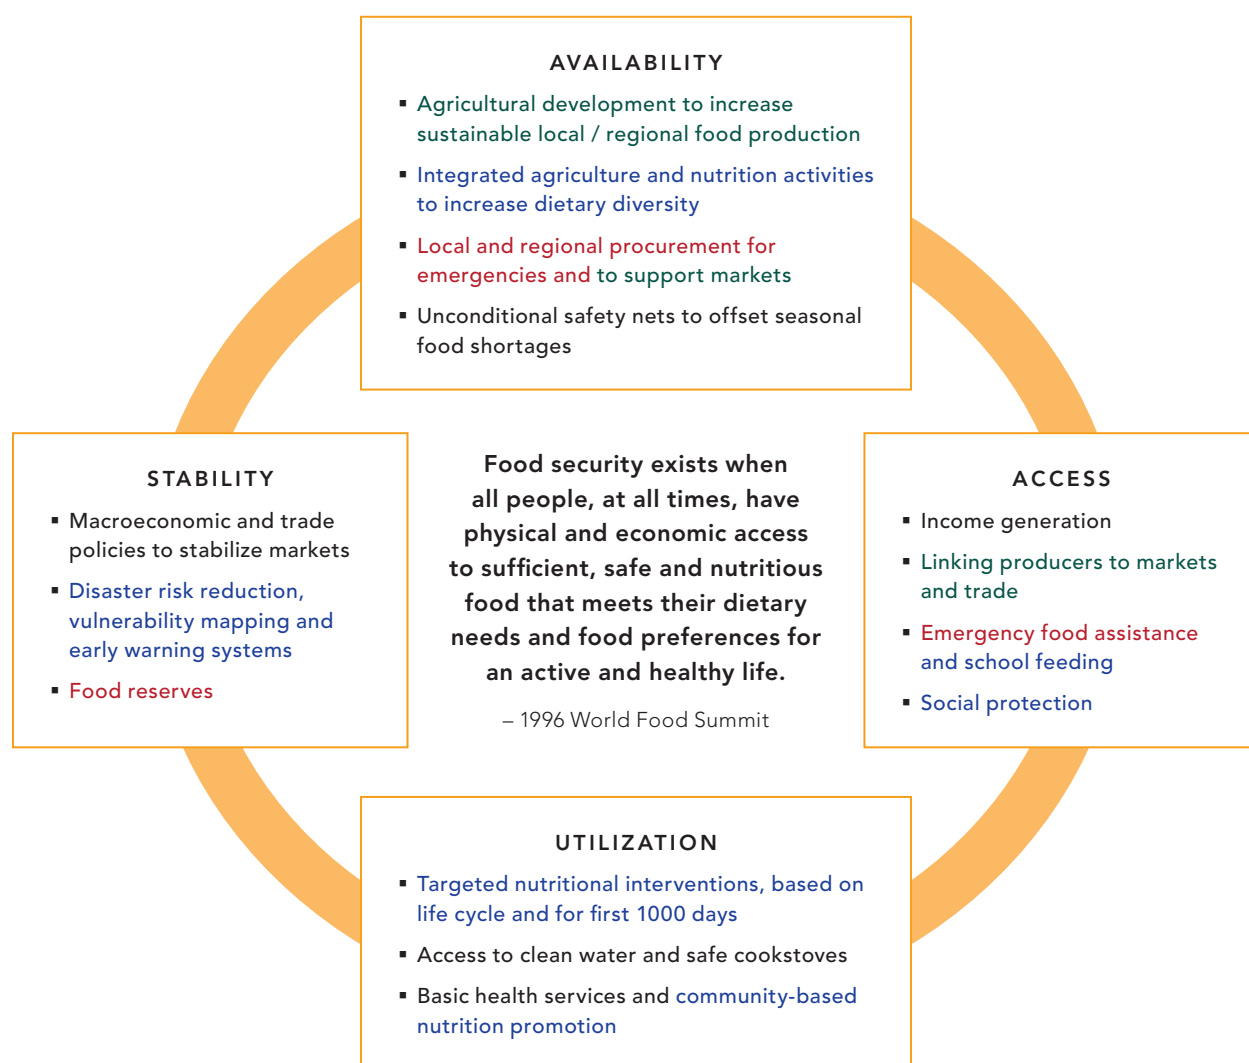 AVAILABILITY
▪ Agricultural development to increase
sustainable local / regional food production
▪ Integrated agriculture and nutrition activities
to increase dietary diversity
▪ Local and regional procurement for
emergencies and to support markets
▪ Unconditional safety nets to offset seasonal
food shortages
STABILITY
▪ Macroeconomic and trade
policies to stabilize markets
▪ Disaster risk reduction,
vulnerability mapping and
early warning systems
▪ Food reserves
Food security exists when
all people, at all times, have
physical and economic access
to sufficient, safe and nutritious
food that meets their dietary
needs and food preferences for
an active and healthy life.
– 1996 World Food Summit
ACCESS
▪ Income generation
▪ Linking producers to markets
and trade
▪ Emergency food assistance
and school feeding
▪ Social protection
UTILIZATION
▪ Targeted nutritional interventions, based on
life cycle and for first 1000 days
▪ Access to clean water and safe cookstoves
▪ Basic health services and community-based
nutrition promotion